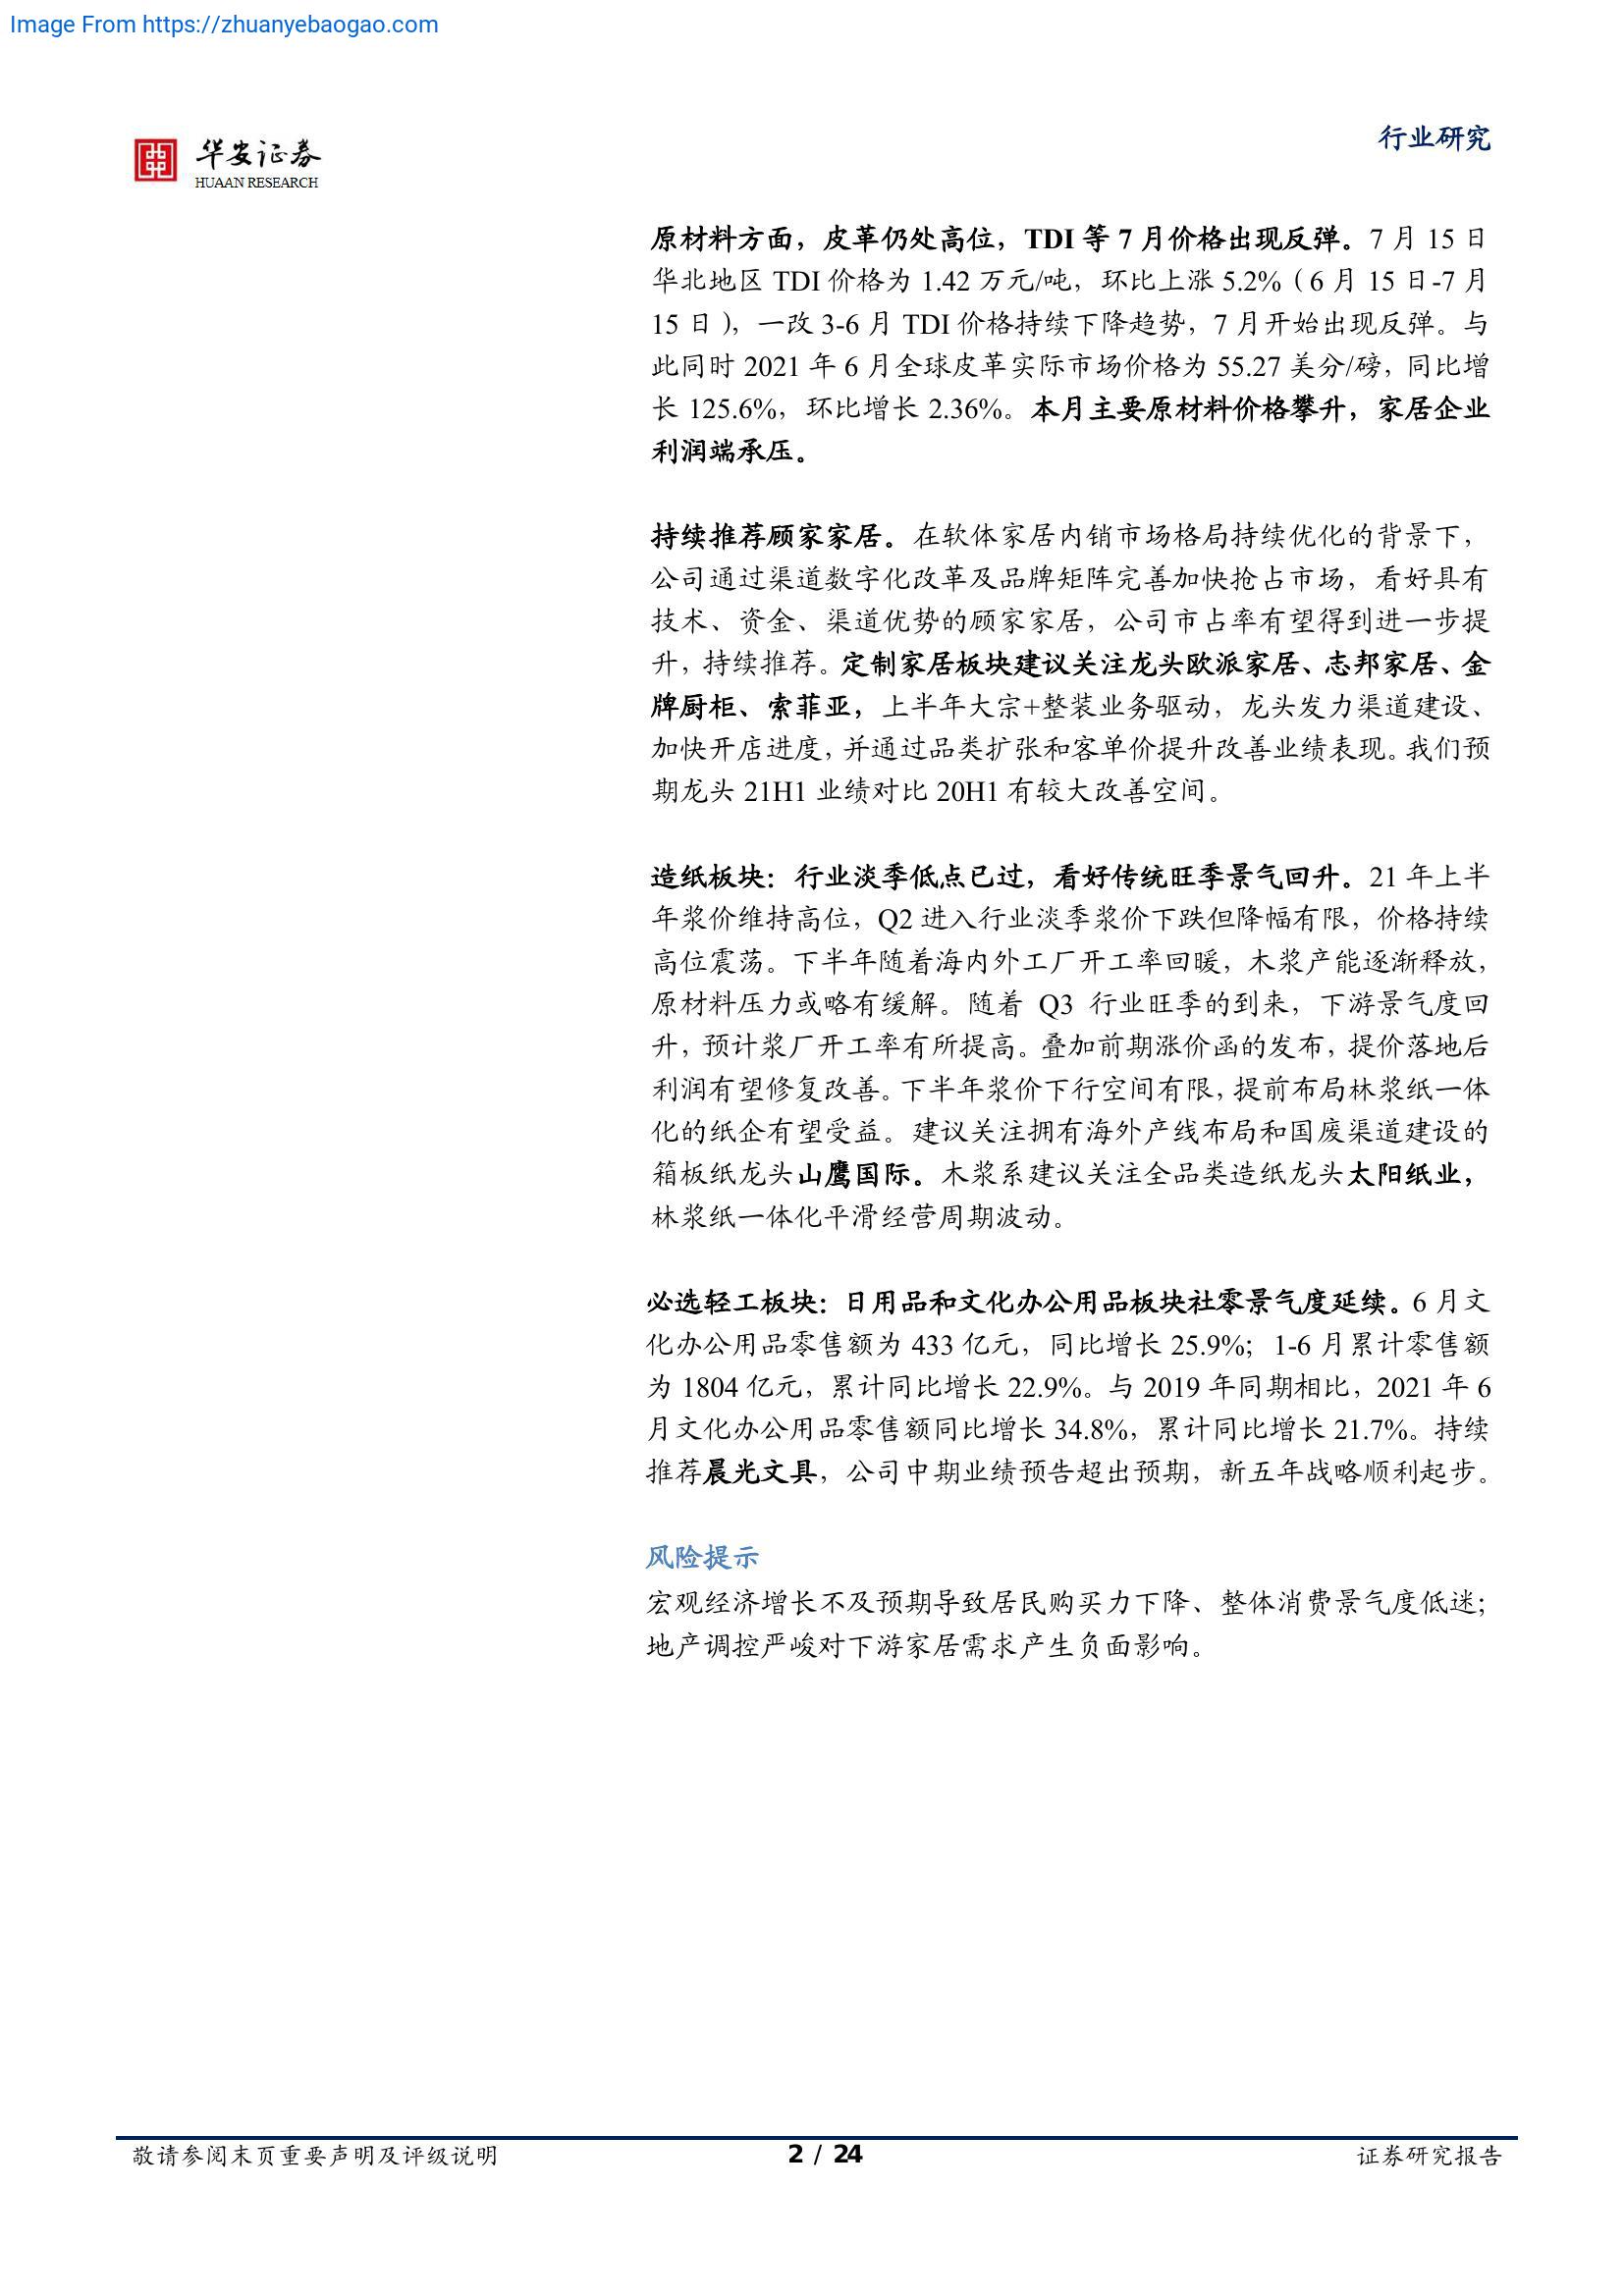 Image From https://zhuanyebaogao.com
华安证券
HUAAN RESEARCH
行业研究
原材料方面，皮革仍处高位，TDI 等 7 月价格出现反弹。7 月 15 日
华北地区 TDI 价格为 1.42 万元/吨，环比上涨 5.2%（6 月 15 日-7 月
15 日），一改 3-6 月 TDI 价格持续下降趋势，7 月开始出现反弹。与
此同时 2021 年 6 月全球皮革实际市场价格为 55.27 美分/磅，同比增
长 125.6%，环比增长 2.36%。本月主要原材料价格攀升，家居企业
利润端承压。
持续推荐顾家家居。在软体家居内销市场格局持续优化的背景下，
公司通过渠道数字化改革及品牌矩阵完善加快抢占市场，看好具有
技术、资金、渠道优势的顾家家居，公司市占率有望得到进一步提
升，持续推荐。定制家居板块建议关注龙头欧派家居、志邦家居、金
牌厨柜、索菲亚，上半年大宗+整装业务驱动，龙头发力渠道建设、
加快开店进度，并通过品类扩张和客单价提升改善业绩表现。我们预
期龙头 21H1 业绩对比 20H1 有较大改善空间。
造纸板块：行业淡季低点已过，看好传统旺季景气回升。21 年上半
年浆价维持高位，Q2 进入行业淡季浆价下跌但降幅有限，价格持续
高位震荡。下半年随着海内外工厂开工率回暖，木浆产能逐渐释放，
原材料压力或略有缓解。随着 Q3 行业旺季的到来，下游景气度回
升，预计浆厂开工率有所提高。叠加前期涨价函的发布，提价落地后
利润有望修复改善。下半年浆价下行空间有限，提前布局林浆纸一体
化的纸企有望受益。建议关注拥有海外产线布局和国废渠道建设的
箱板纸龙头山鹰国际。木浆系建议关注全品类造纸龙头太阳纸业，
林浆纸一体化平滑经营周期波动。
必选轻工板块：日用品和文化办公用品板块社零景气度延续。6 月文
化办公用品零售额为 433 亿元，同比增长 25.9%；1-6 月累计零售额
为 1804 亿元，累计同比增长 22.9%。与 2019 年同期相比，2021 年 6
月文化办公用品零售额同比增长 34.8%，累计同比增长 21.7%。持续
推荐晨光文具，公司中期业绩预告超出预期，新五年战略顺利起步。
风险提示
宏观经济增长不及预期导致居民购买力下降、整体消费景气度低迷；
地产调控严峻对下游家居需求产生负面影响。
敬请参阅末页重要声明及评级说明
2 / 24
证券研究报告